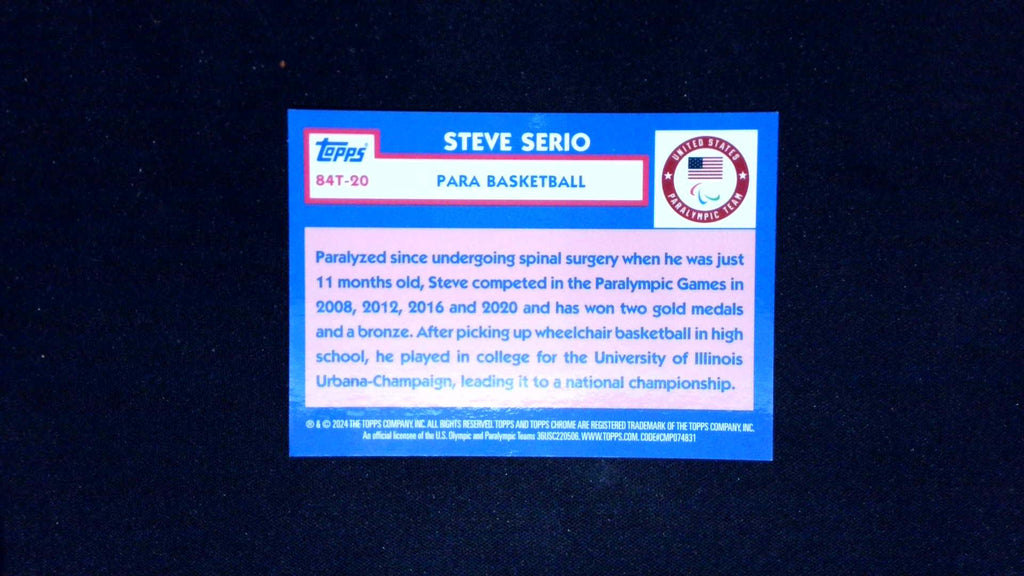 STEVE SERIO
Topps
84T-20
PARA BASKETBALL
UNITED STATES
PARALYMPIC TEAM
Paralyzed since undergoing spinal surgery when he was just
11 months old, Steve competed in the Paralympic Games in
2008, 2012, 2016 and 2020 and has won two gold medals
and a bronze. After picking up wheelchair basketball in high
school, he played in college for the University of Illinois
Urbana-Champaign, leading it to a national championship.
® & © 2024 THE TOPPS COMPANY, INC. ALL RIGHTS RESERVED. TOPPS AND TOPPS CHROME ARE REGISTERED TRADEMARK OF THE TOPPS COMPANY, INC.
An official licensee of the U.S. Olympic and Paralympic Teams 36USC220506. WWW.TOPPS.COM. CODE#CMP074831